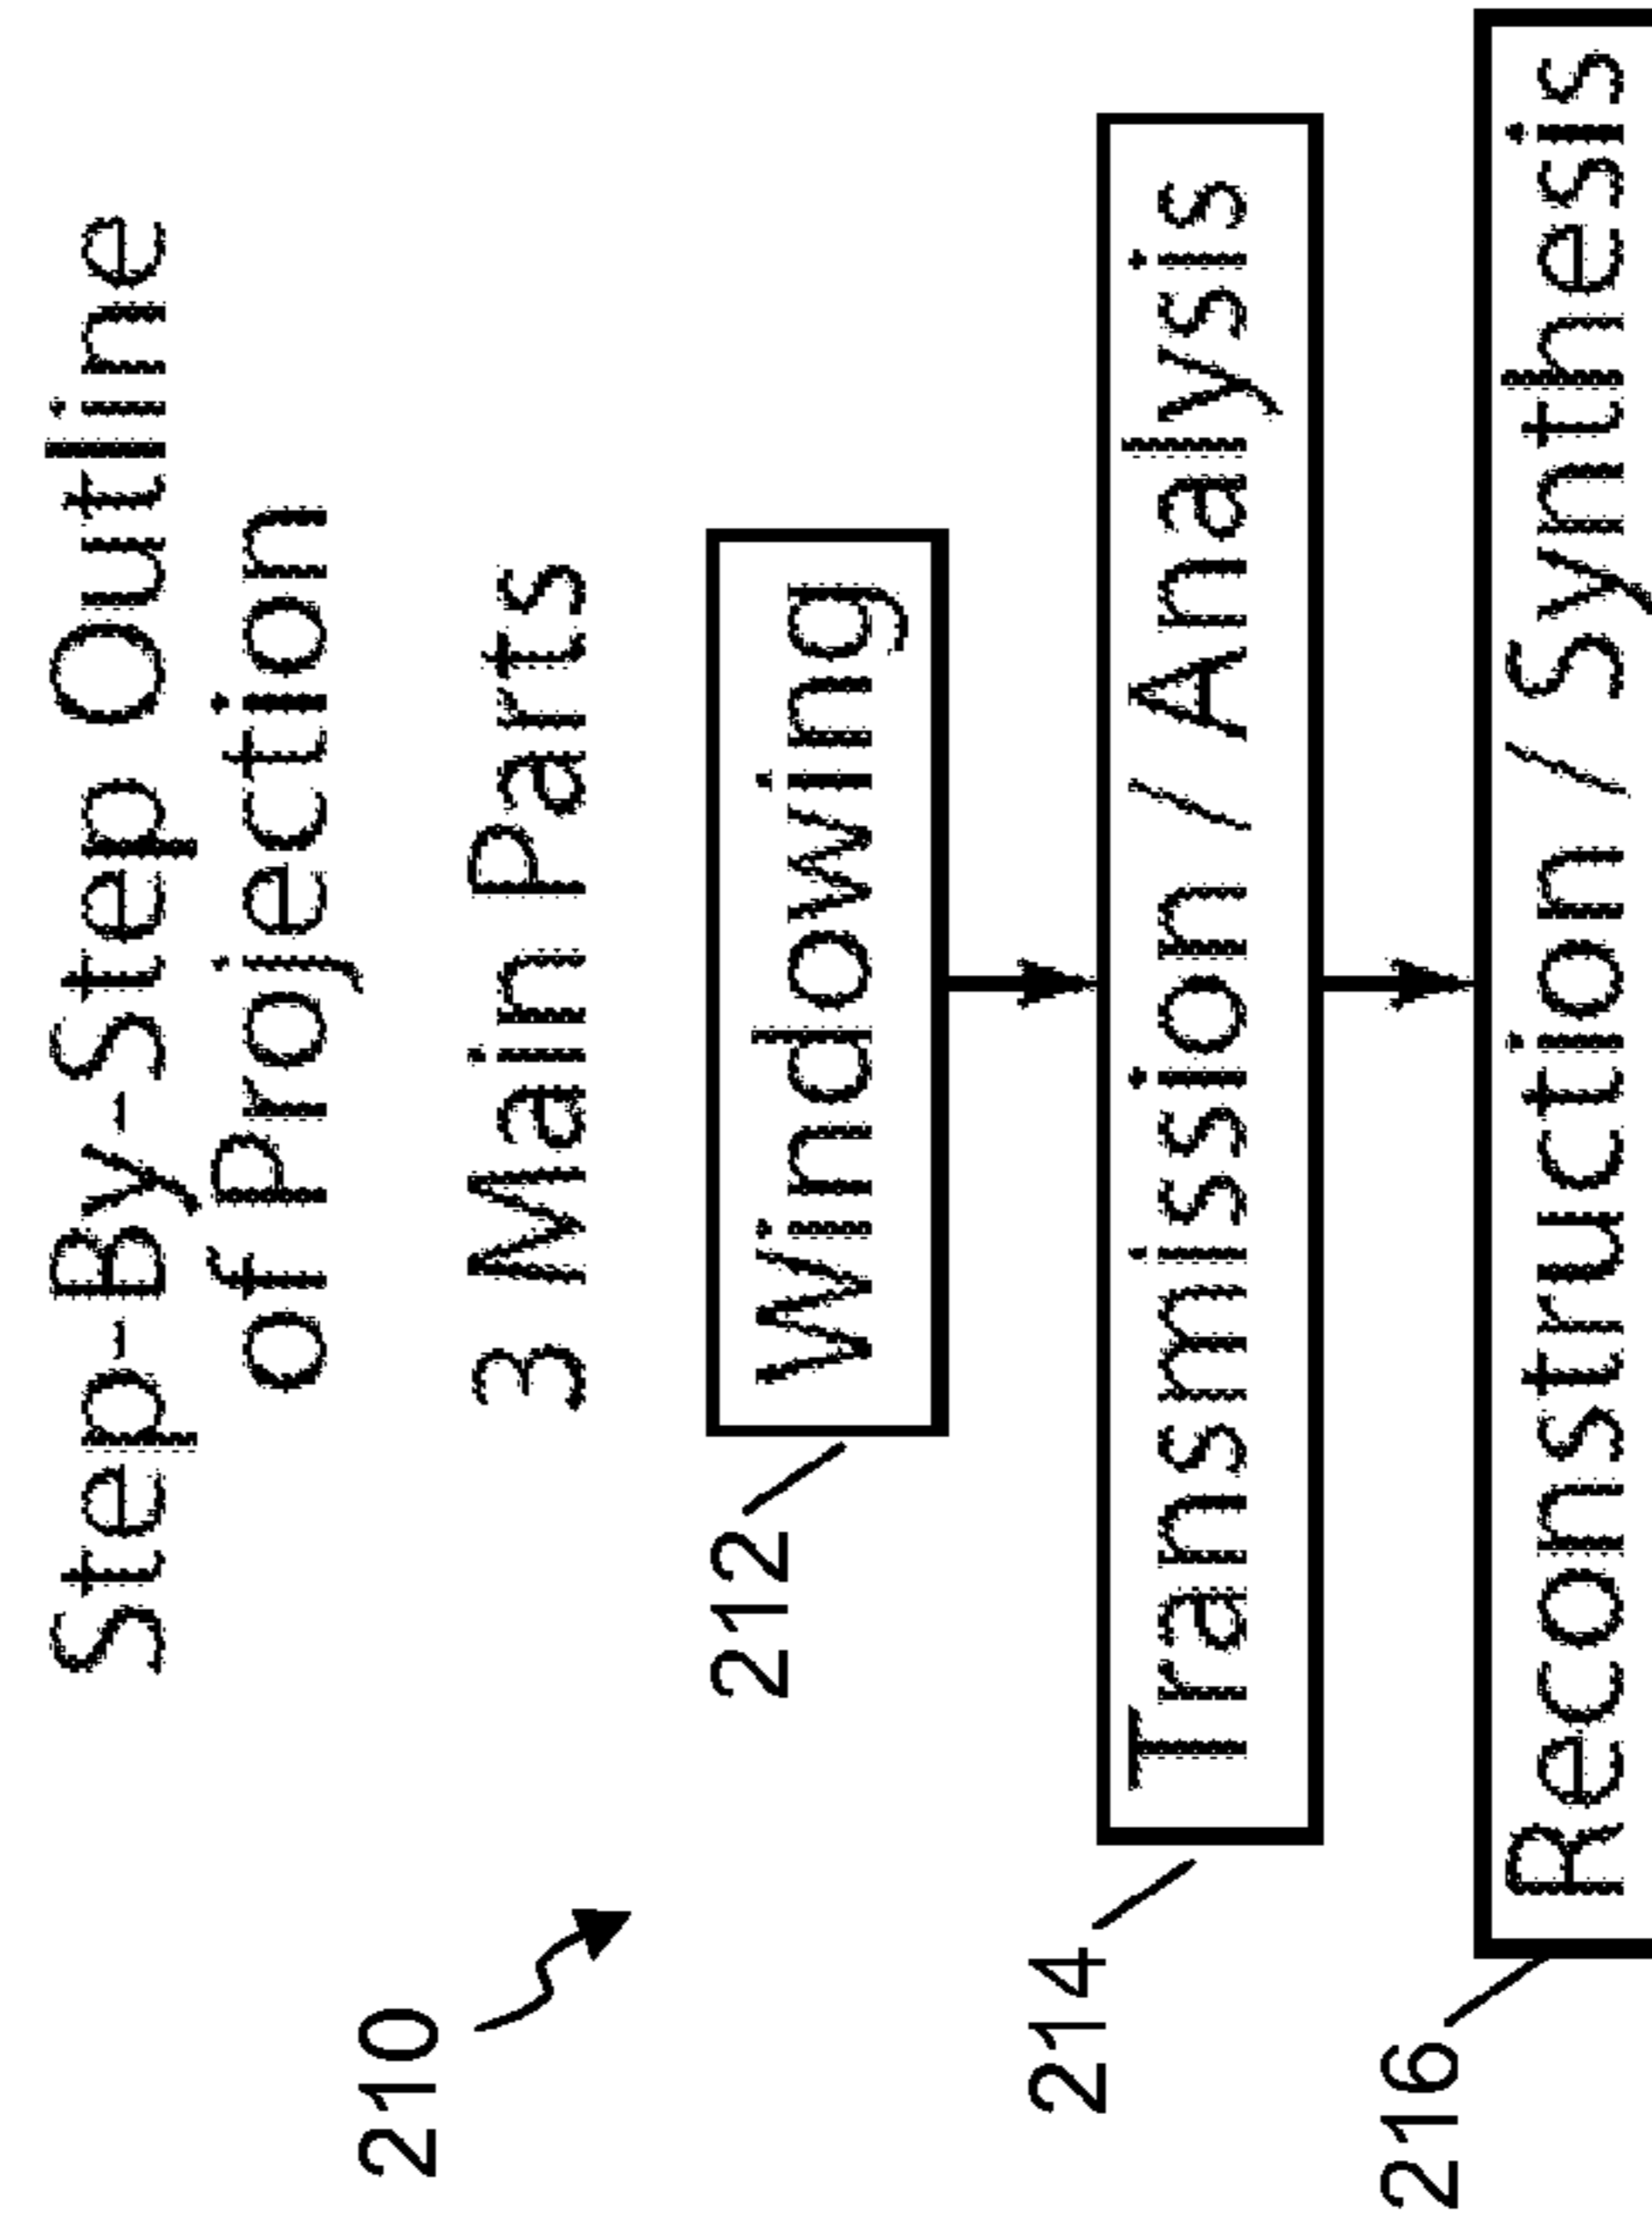 Step-By-Step Outline
of Projection
210
3 Main Parts
212
Windowing
214
Transmission / Analysis
216
Reconstruction / Synthesis